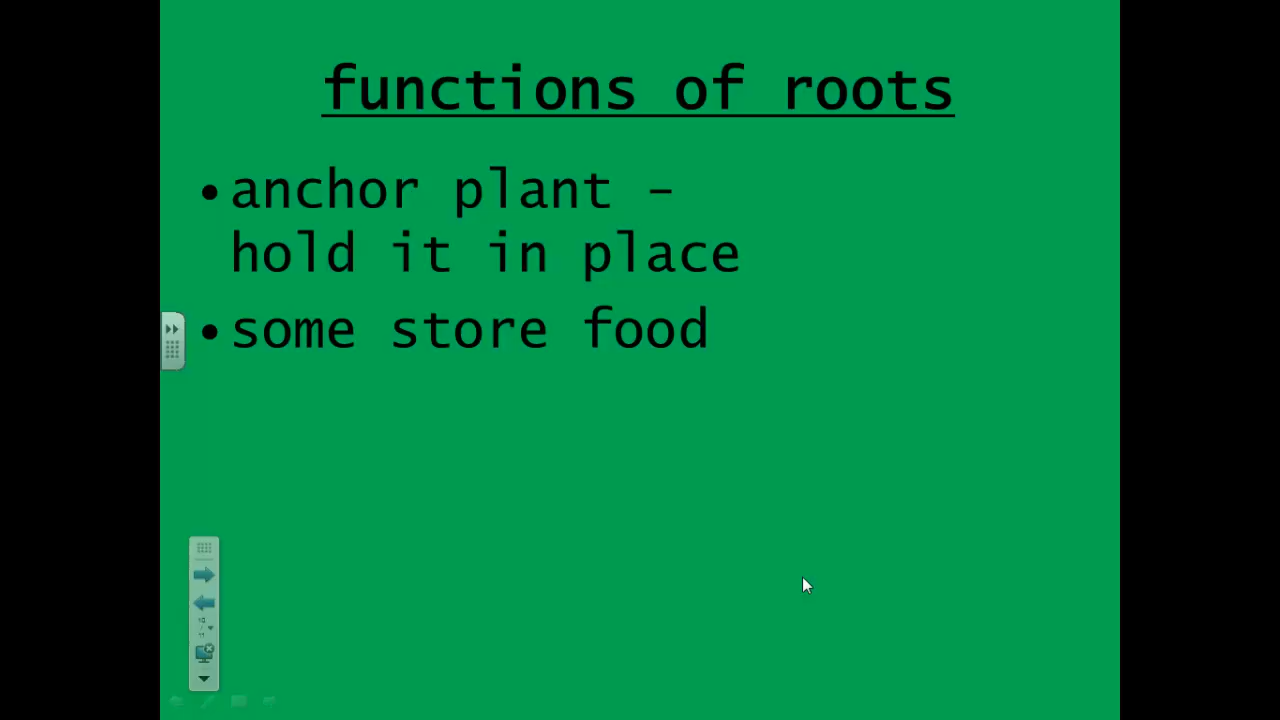 functions of roots
• anchor plant –
hold it in place
• some store food